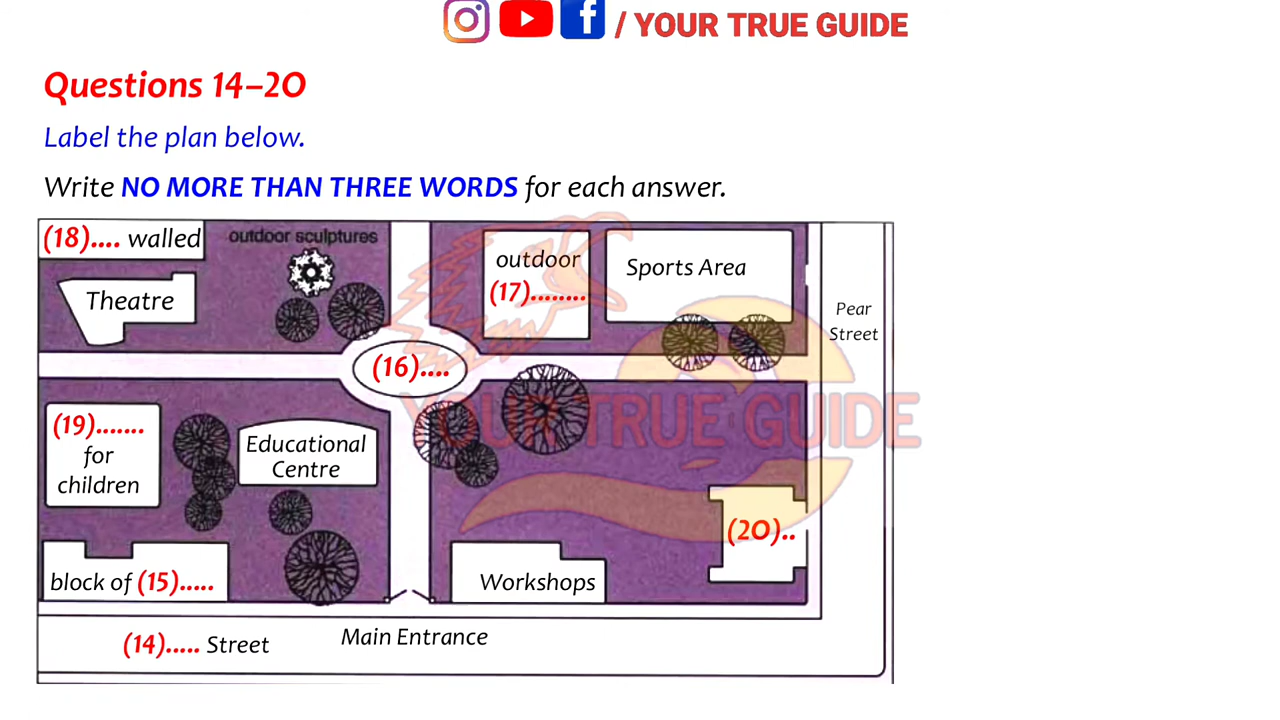 / YOUR TRUE GUIDE
Questions 14–20
Label the plan below.
Write NO MORE THAN THREE WORDS for each answer.
(18).... walled
outdoor sculptures
Theatre
outdoor
(17)........
Sports Area
Pear
Street
(16)....
(19).......
for
children
Educational
Centre
YOUR TRUE GUIDE
(20)..
block of (15).....
Workshops
(14)..... Street
Main Entrance